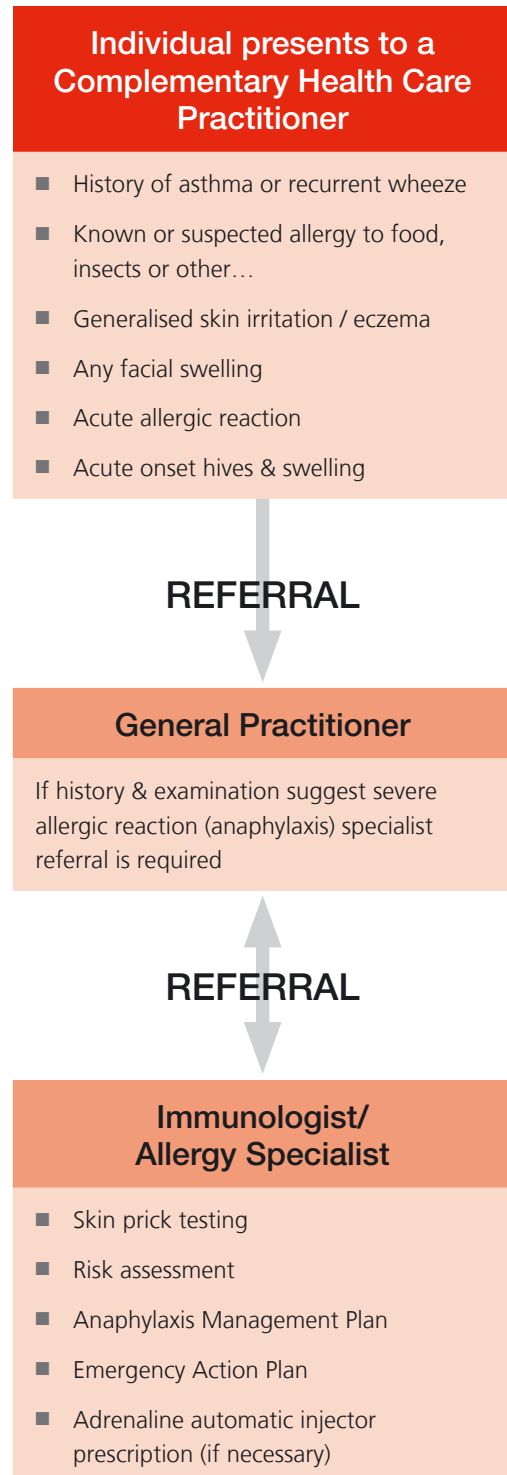 Individual presents to a
Complementary Health Care
Practitioner
■ History of asthma or recurrent wheeze
■ Known or suspected allergy to food,
insects or other…
■ Generalised skin irritation / eczema
■ Any facial swelling
■ Acute allergic reaction
■ Acute onset hives & swelling
REFERRAL
General Practitioner
If history & examination suggest severe
allergic reaction (anaphylaxis) specialist
referral is required
REFERRAL
Immunologist/
Allergy Specialist
■ Skin prick testing
■ Risk assessment
■ Anaphylaxis Management Plan
■ Emergency Action Plan
■ Adrenaline automatic injector
prescription (if necessary)